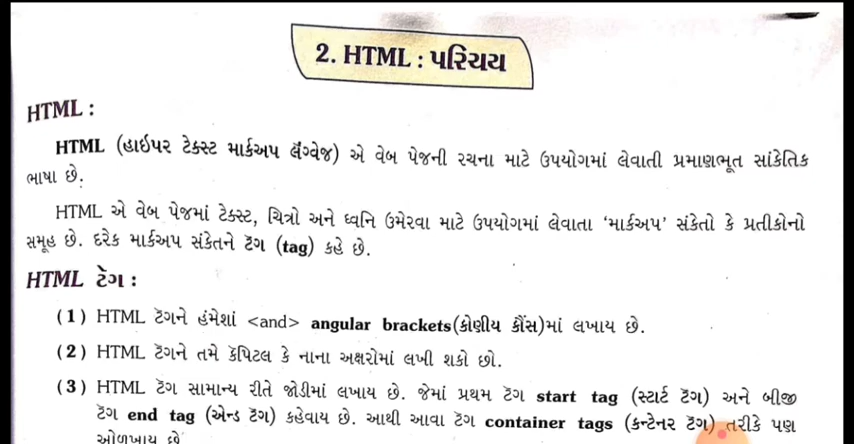 2. HTML : પરિચય
HTML :
HTML (હાઇપર ટેક્સ્ટ માર્કઅપ લૅંગ્વેજ) એ વેબ પેજની રચના માટે ઉપયોગમાં લેવાતી પ્રમાણભૂત સાંકેતિક
ભાષા છે.
HTML એ વેબ પેજમાં ટેક્સ્ટ, ચિત્રો અને ધ્વનિ ઉમેરવા માટે ઉપયોગમાં લેવાતા ‘માર્કઅપ’ સંકેતો કે પ્રતીકોનો
સમૂહ છે. દરેક માર્કઅપ સંકેતને ટૅગ (tag) કહે છે.
HTML ટૅગ :
(1) HTML ટૅગને હંમેશાં <and> angular brackets(કોણીય કૌંસ)માં લખાય છે.
(2) HTML ટૅગને તમે કૅપિટલ કે નાના અક્ષરોમાં લખી શકો છો.
(3) HTML ટૅગ સામાન્ય રીતે જોડીમાં લખાય છે. જેમાં પ્રથમ ટૅગ start tag (સ્ટાર્ટ ટૅગ) અને બીજી
ટૅગ end tag (એન્ડ ટૅગ) કહેવાય છે. આથી આવા ટૅગ container tags (કન્ટેનર ટૅગ) તરીકે પણ
ઓળખાય છે